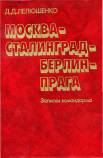 Д.Д.ЛЕЛЮШЕНКО
МОСКВА-
СТАЛИНГРАД-
БЕРЛИН-
ПРАГА
Записки командарма